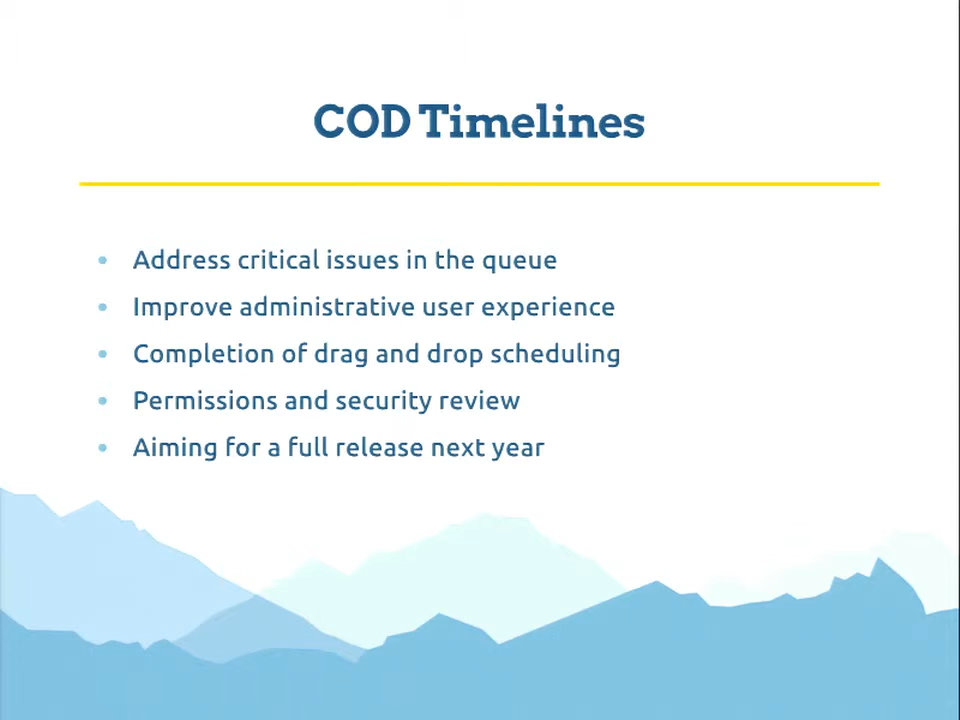 COD Timelines
Address critical issues in the queue
Improve administrative user experience
Completion of drag and drop scheduling
Permissions and security review
Aiming for a full release next year